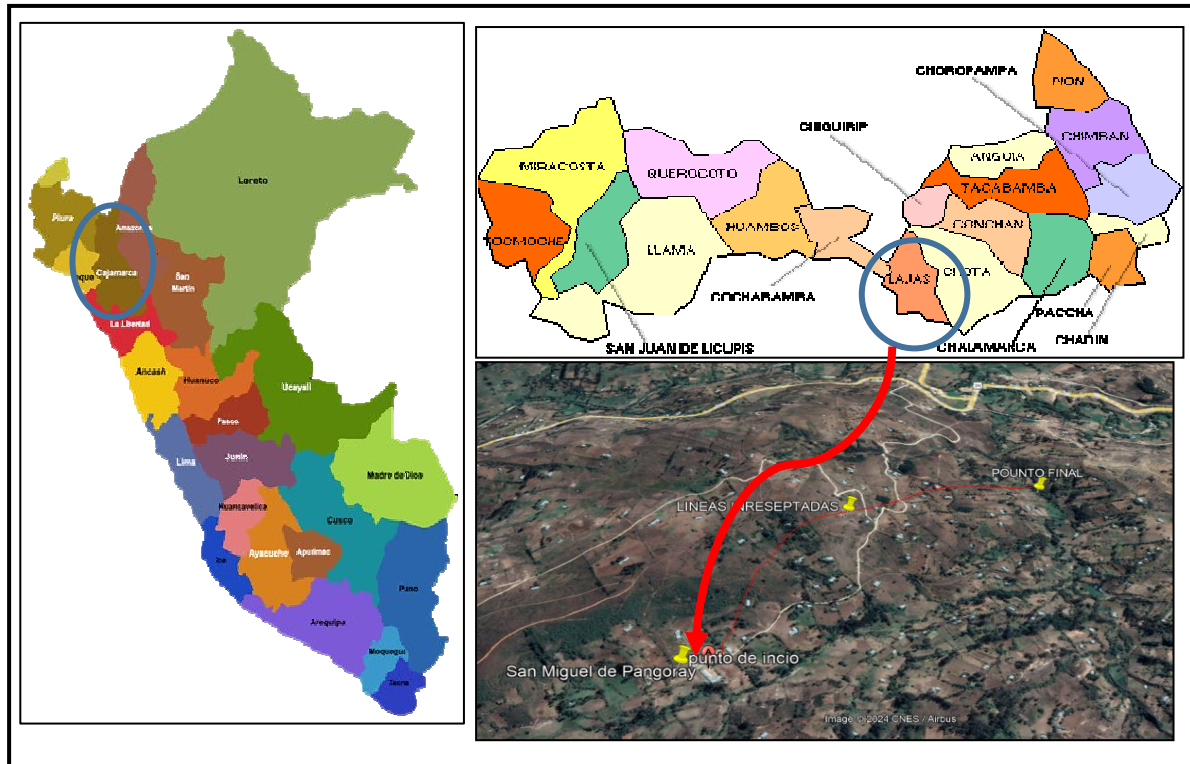 Loreto
Piura
Amazonas
Cajamarca
que
San
Martin
La Libertad
Ancash
Huanuco
Ucayali
Pasco
Lima
Junin
Madre de Dios
Huancavelica
Cusco
Ayacucho
Apurimac
Ica
Puno
Arequipa
Moquegua
Tacna
CHOROPAMPA
PION
CHIGUIRIP
CHIMBAN
MIRACOSTA
ANGUIA
QUEROCOTO
TACABAMBA
TOCMOCHE
HUAMBOS
CONCHAN
LLAMA
LAJAS
CHOTA
COCHABAMBA
PACCHA
SAN JUAN DE LICUPIS
CHALAMARCA
CHADIN
POUNTO FINAL
LINEAS INRESEPTADAS
punto de incio
San Miguel de Pangoray
Image © 2024 CNES / Airbus